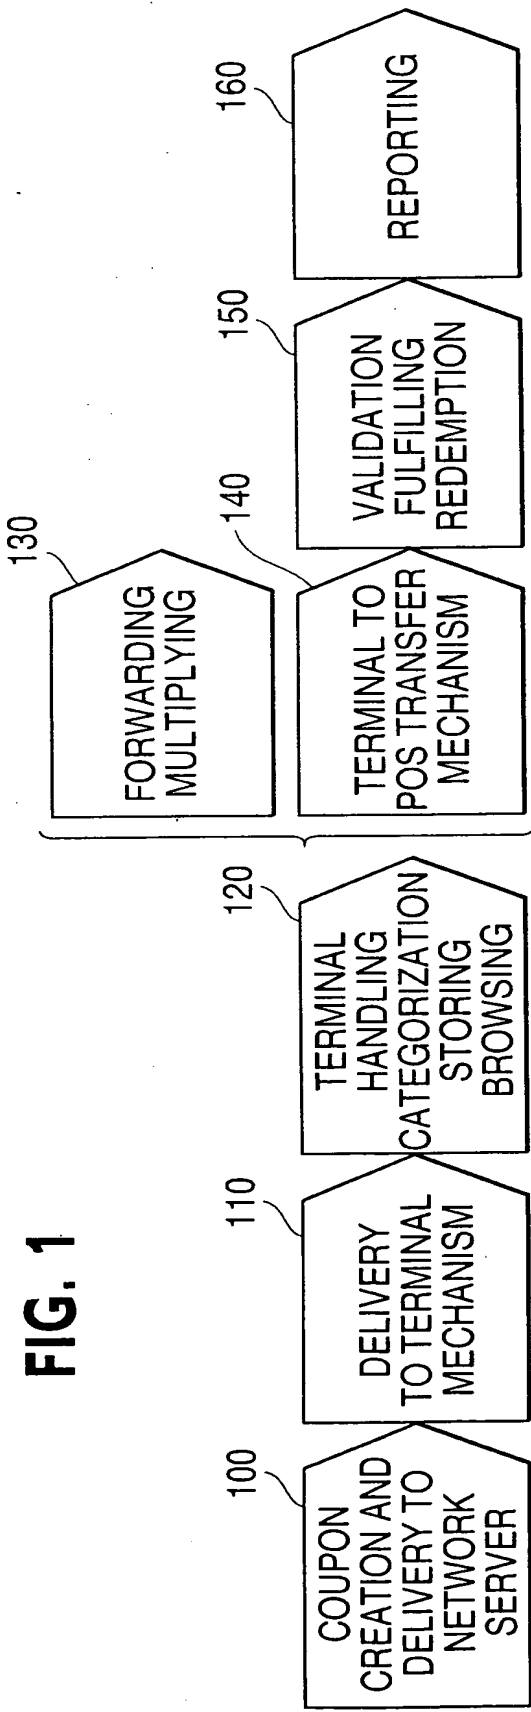 FIG. 1
100
COUPON
CREATION AND
DELIVERY TO
NETWORK
SERVER
110
DELIVERY
TO TERMINAL
MECHANISM
120
TERMINAL
HANDLING
CATEGORIZATION
STORING
BROWSING
130
FORWARDING
MULTIPLYING
140
TERMINAL TO
POS TRANSFER
MECHANISM
150
VALIDATION
FULFILLING
REDEMPTION
160
REPORTING